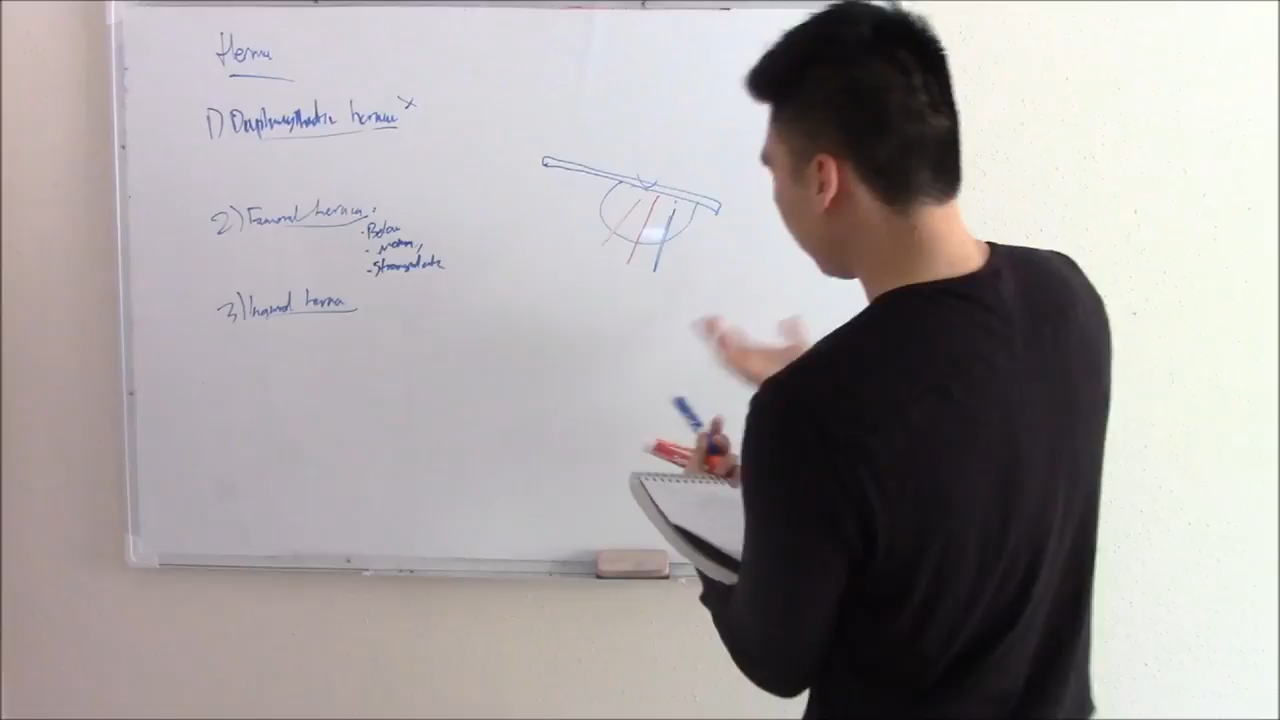 Hernia
1) Diaphragmatic hernia x
2) Femoral hernia:
- Below
- strangulate
3) Inguinal hernia